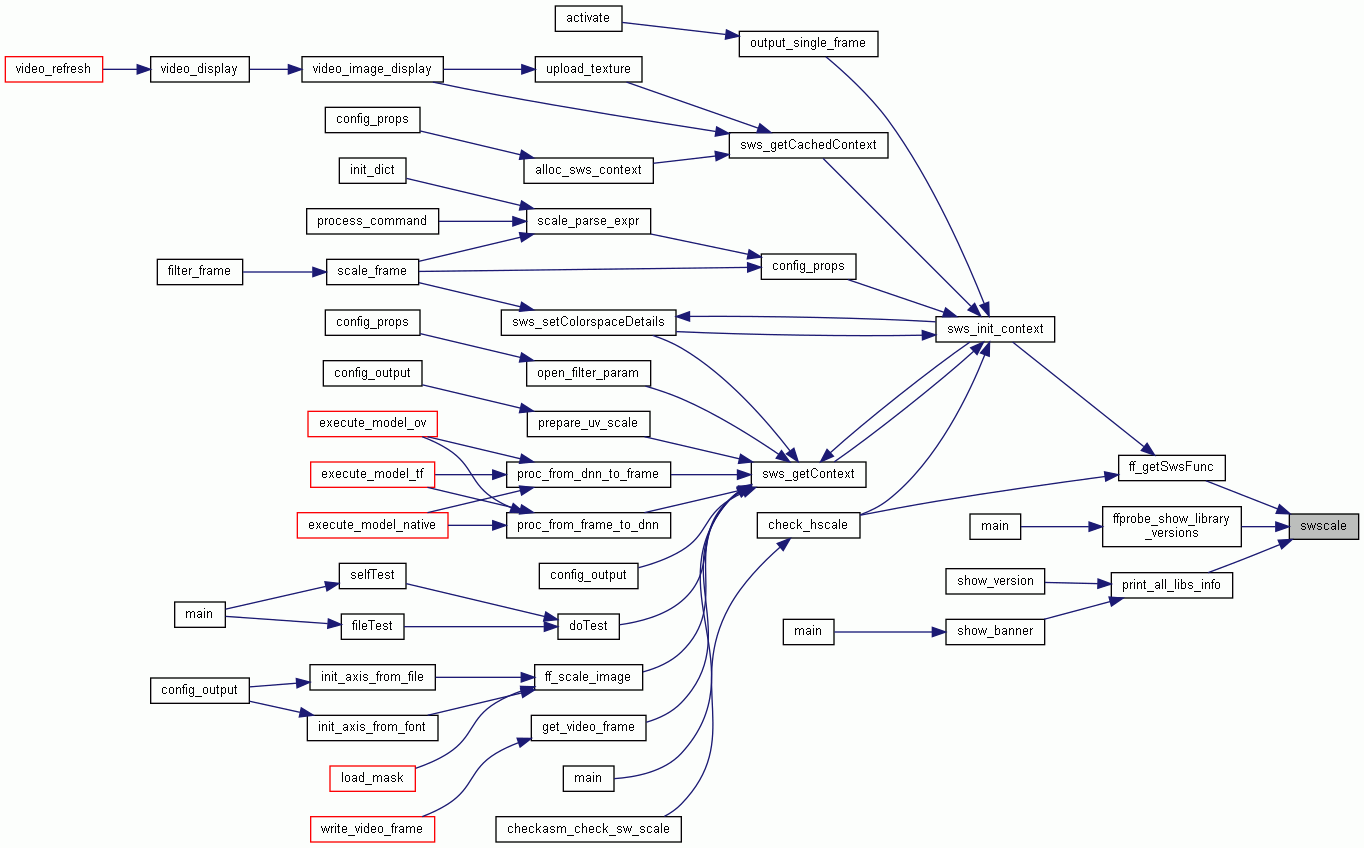 activate
output_single_frame
video_refresh
video_display
video_image_display
upload_texture
config_props
sws_getCachedContext
init_dict
alloc_sws_context
process_command
scale_parse_expr
filter_frame
scale_frame
config_props
config_props
sws_setColorspaceDetails
sws_init_context
config_output
open_filter_param
execute_model_ov
prepare_uv_scale
execute_model_tf
proc_from_dnn_to_frame
sws_getContext
ff_getSwsFunc
execute_model_native
proc_from_frame_to_dnn
check_hscale
main
ffprobe_show_library
_versions
swscale
selfTest
config_output
show_version
print_all_libs_info
main
fileTest
doTest
main
show_banner
init_axis_from_file
ff_scale_image
config_output
init_axis_from_font
get_video_frame
load_mask
main
write_video_frame
checkasm_check_sw_scale